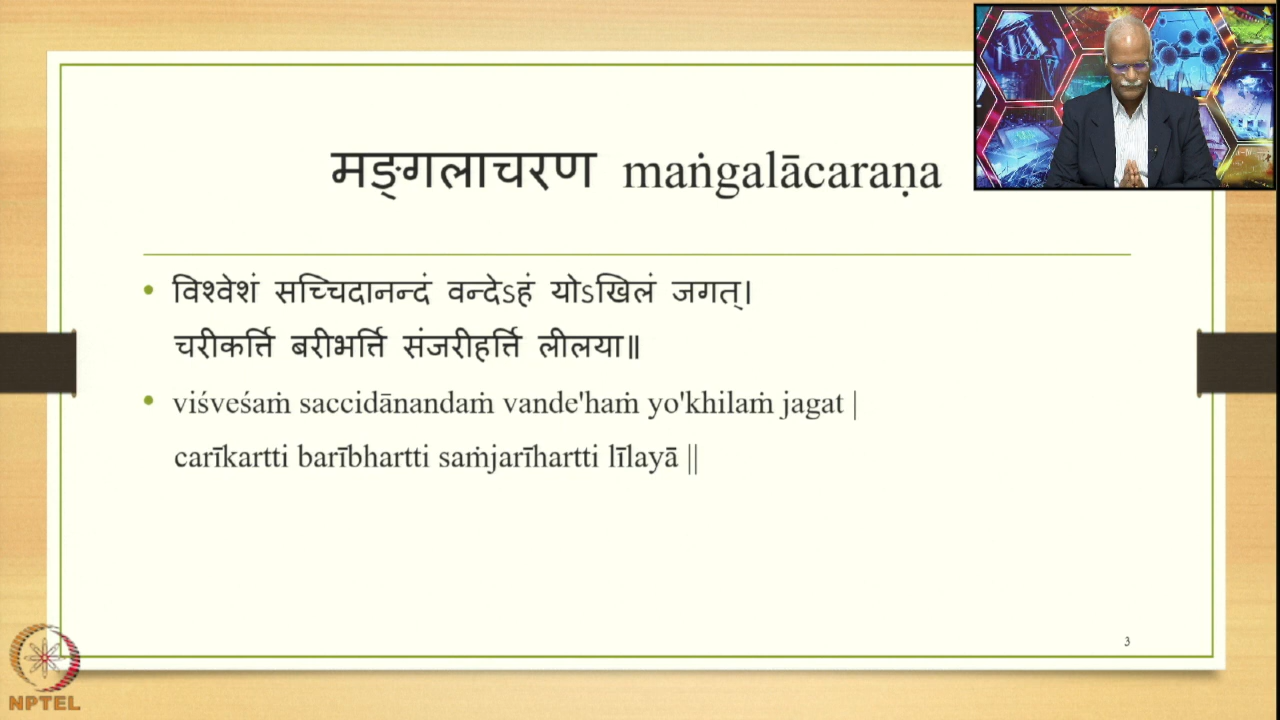 मङ्गलाचरण maṅgalācaraṇa
• विश्वेशं सच्चिदानन्दं वन्देऽहं योऽखिलं जगत्।
चरीकर्त्ति बरीभर्त्ति संजरीहर्त्ति लीलया॥
• viśveśaṁ saccidānandaṁ vande'haṁ yo'khilaṁ jagat |
carīkartti barībhartti saṁjarīhartti līlayā ||
3
NPTEL